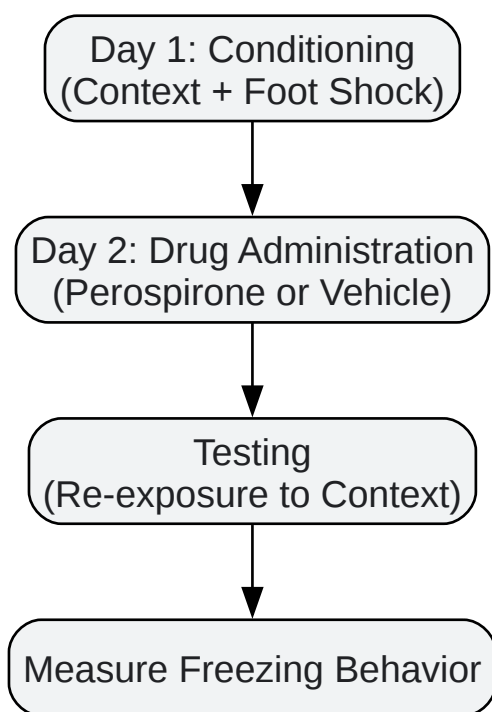 Day 1: Conditioning
(Context + Foot Shock)
Day 2: Drug Administration
(Perospirone or Vehicle)
Testing
(Re-exposure to Context)
Measure Freezing Behavior